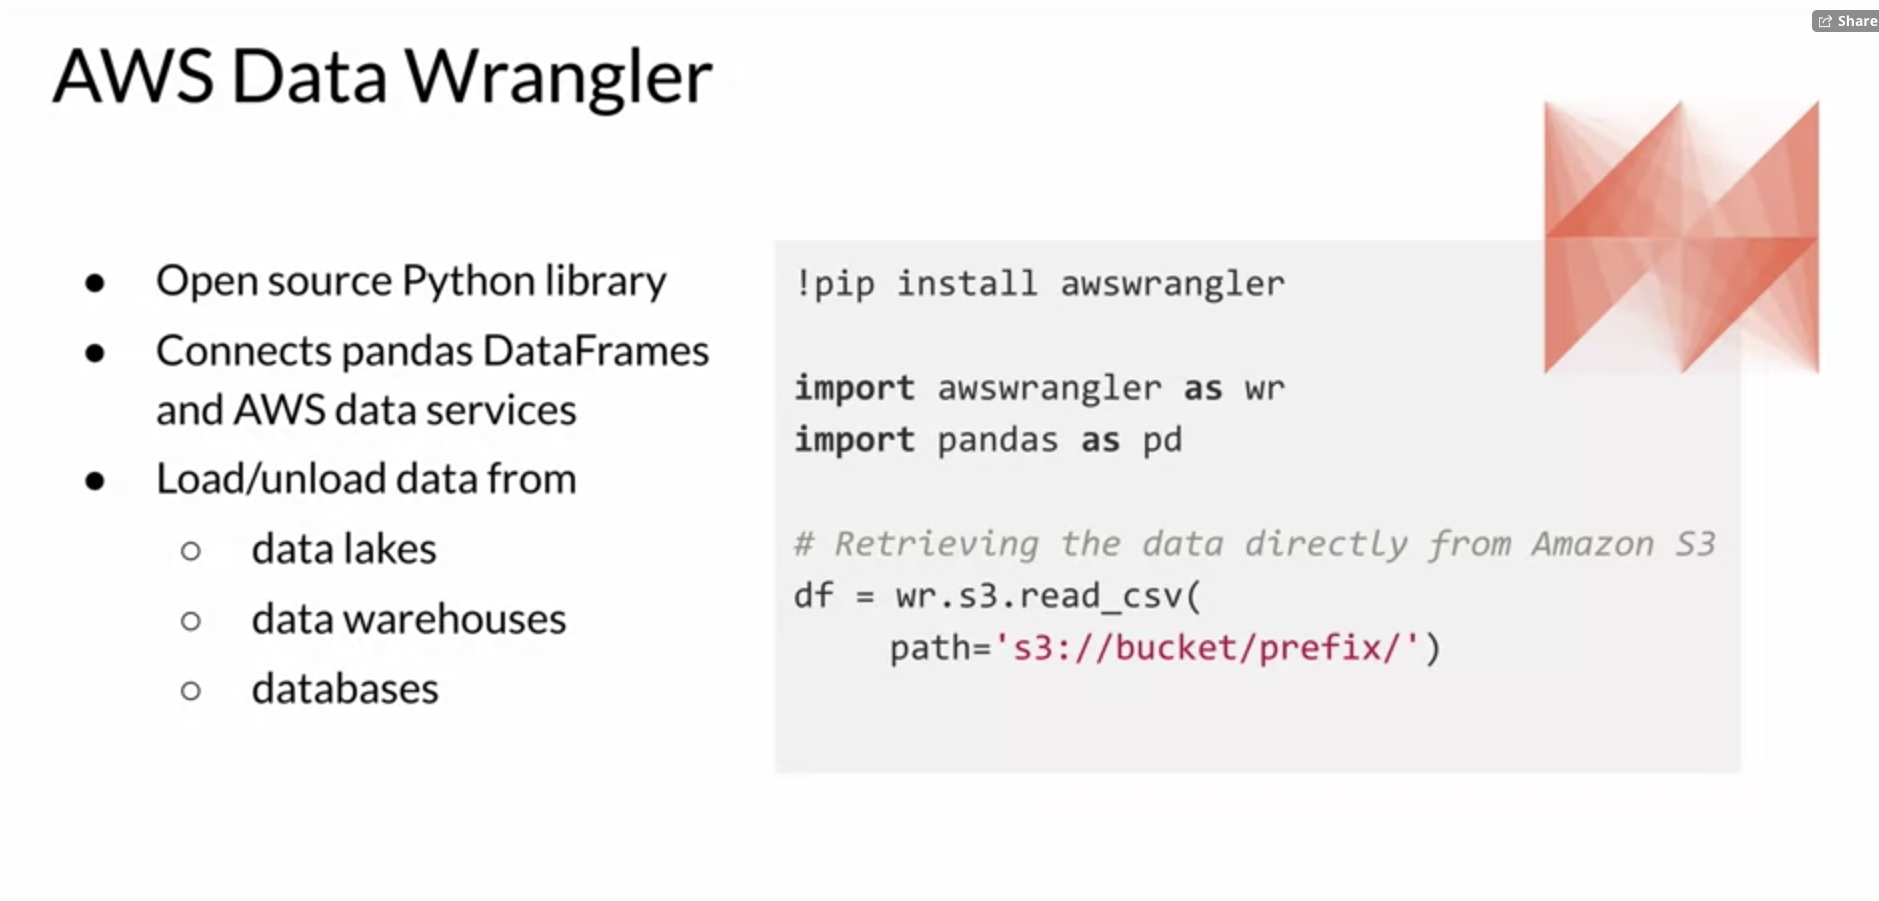 Share
AWS Data Wrangler
● Open source Python library
● Connects pandas DataFrames
and AWS data services
● Load/unload data from
○ data lakes
○ data warehouses
○ databases
!pip install awswrangler
import awswrangler as wr
import pandas as pd
# Retrieving the data directly from Amazon S3
df = wr.s3.read_csv(
path='s3://bucket/prefix/')